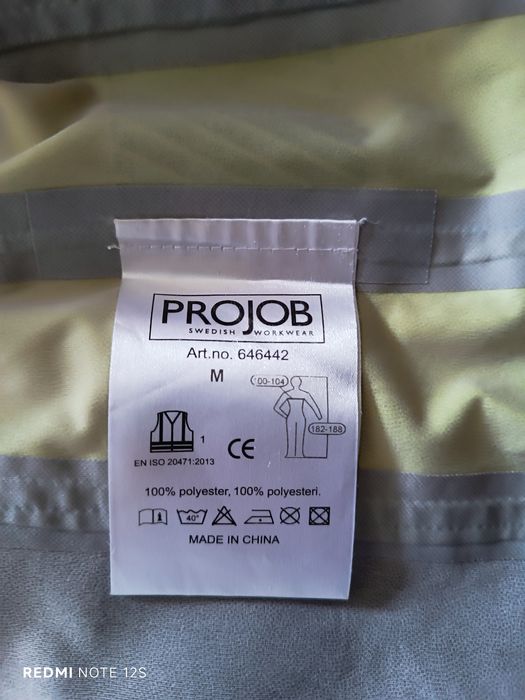 PROJOB
SWEDISH WORKWEAR
Art.no. 646442
M
00-104
182-188
1
EN ISO 20471:2013
CE
100% polyester, 100% polyesteri.
40°
MADE IN CHINA
REDMI NOTE 12S